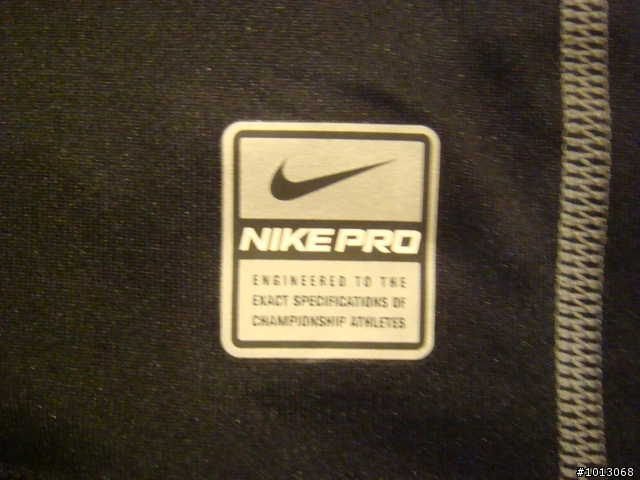 NIKE PRO
ENGINEERED TO THE
EXACT SPECIFICATIONS OF
CHAMPIONSHIP ATHLETES
#1013068